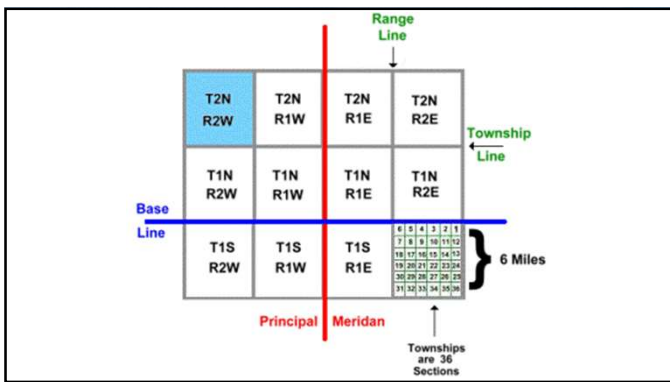 Range
Line
T2N
R2W
T2N
R1W
T2N
R1E
T2N
R2E
Township
Line
T1N
R2W
T1N
R1W
T1N
R1E
T1N
R2E
Base
Line
T1S
R2W
T1S
R1W
T1S
R1E
6 5 4 3 2 1
7 8 9 10 11 12
18 17 16 15 14 13
19 20 21 22 23 24
30 29 28 27 26 25
31 32 33 34 35 36
6 Miles
Principal Meridan
Townships
are 36
Sections